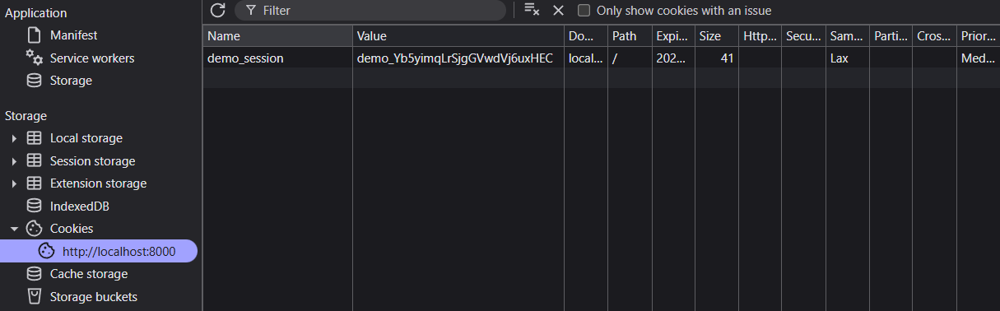 Application
Manifest
Service workers
Storage
Storage
Local storage
Session storage
Extension storage
IndexedDB
Cookies
http://localhost:8000
Cache storage
Storage buckets
Filter
Only show cookies with an issue
Name Value Do... Path Expi... Size Http... Secu... Sam... Parti... Cros... Prior...
demo_session demo_Yb5yimqLrSjgGVwdVj6uxHEC local... / 202... 41 Lax Med...